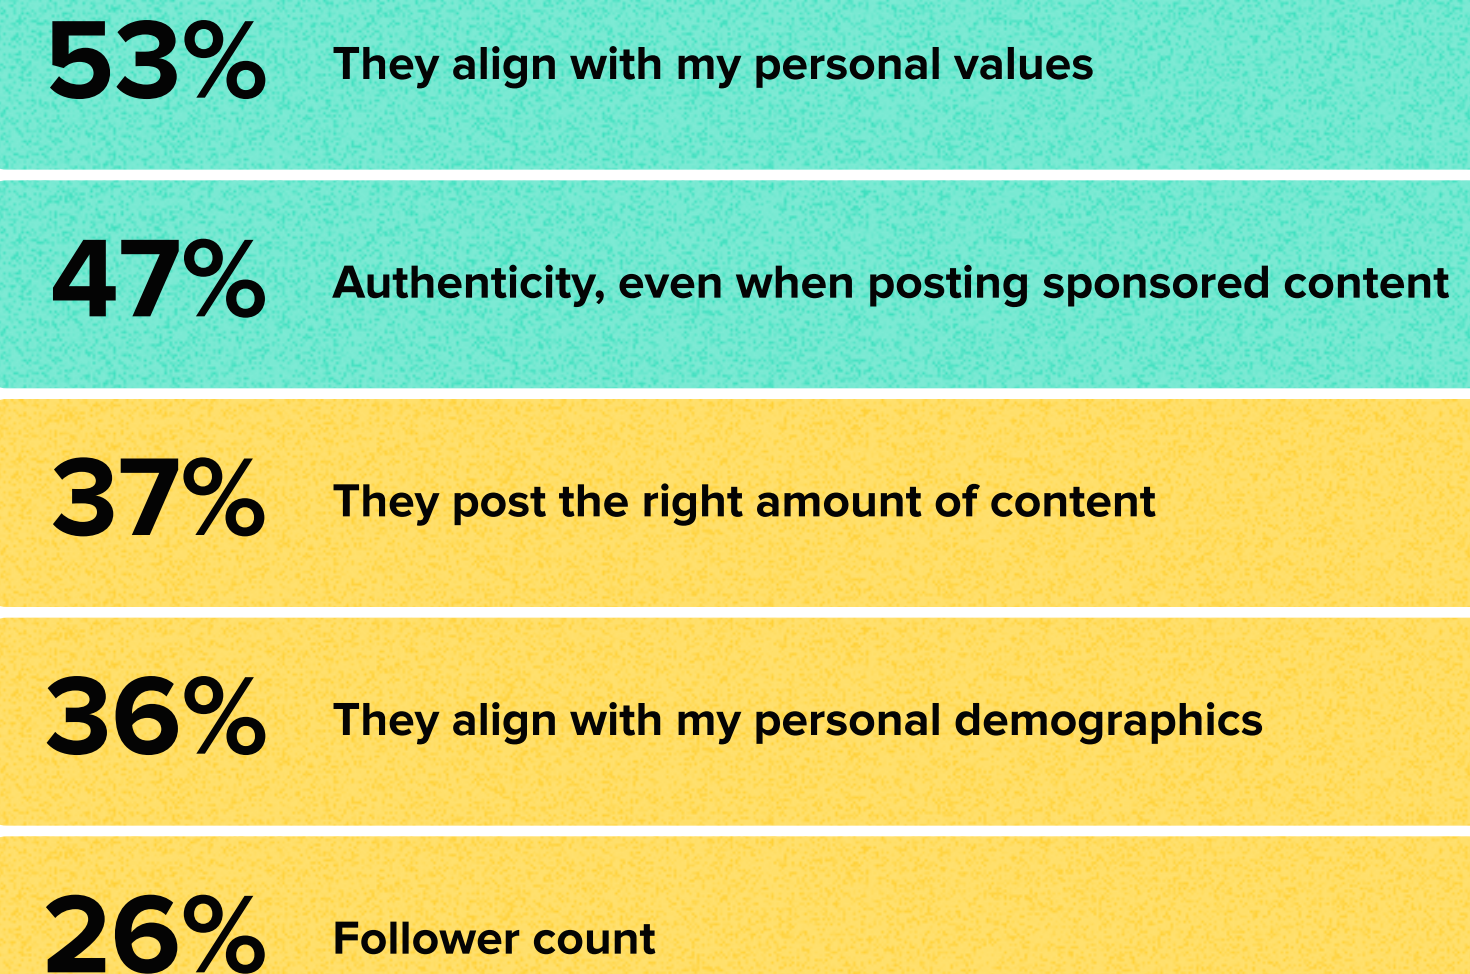 53% They align with my personal values
47% Authenticity, even when posting sponsored content
37% They post the right amount of content
36% They align with my personal demographics
26% Follower count